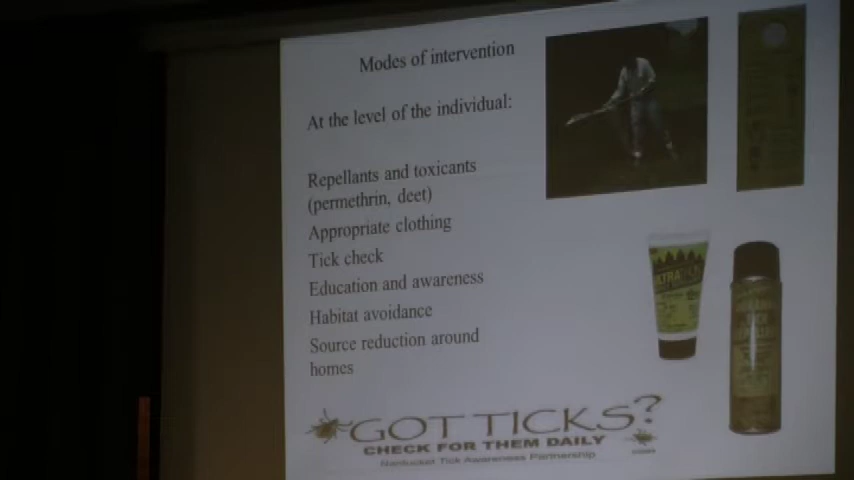 Modes of intervention
At the level of the individual:
Repellants and toxicants
(permethrin, deet)
Appropriate clothing
Tick check
Education and awareness
Habitat avoidance
Source reduction around
homes
ULTRA
GOT TICKS?
CHECK FOR THEM DAILY
Nantucket Tick Awareness Partnership